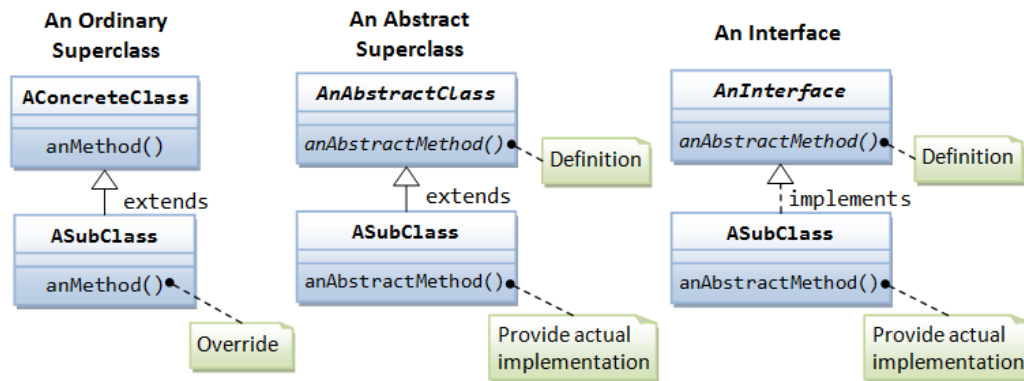 An Ordinary
Superclass
AConcreteClass
anMethod()
extends
ASubClass
anMethod()
Override
An Abstract
Superclass
AnAbstractClass
anAbstractMethod()
Definition
extends
ASubClass
anAbstractMethod()
Provide actual
implementation
An Interface
AnInterface
anAbstractMethod()
Definition
implements
ASubClass
anAbstractMethod()
Provide actual
implementation